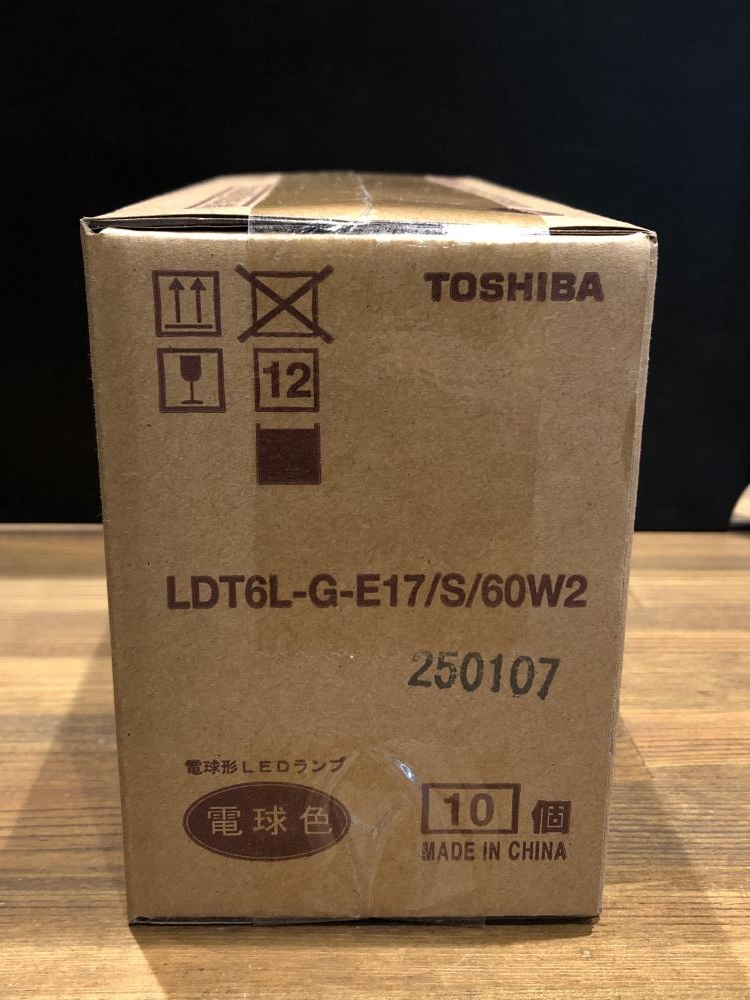 TOSHIBA
12
LDT6L-G-E17/S/60W2
250107
電球形LEDランプ
電球色
10 個
MADE IN CHINA